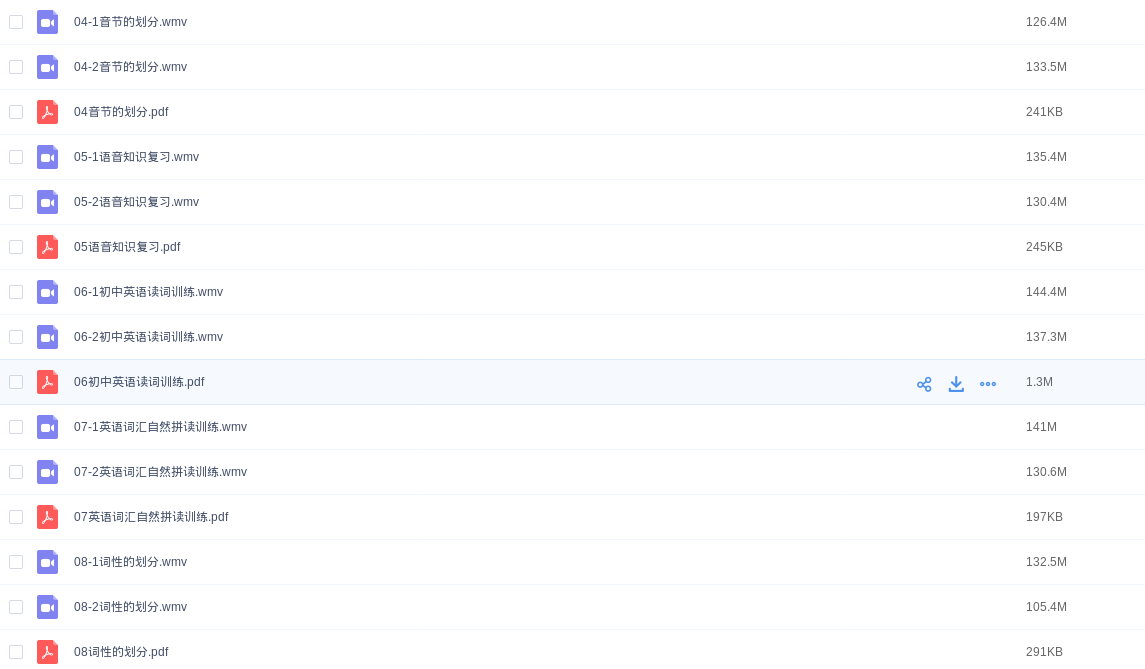 04-1音节的划分.wmv 126.4M
04-2音节的划分.wmv 133.5M
04音节的划分.pdf 241KB
05-1语音知识复习.wmv 135.4M
05-2语音知识复习.wmv 130.4M
05语音知识复习.pdf 245KB
06-1初中英语读词训练.wmv 144.4M
06-2初中英语读词训练.wmv 137.3M
06初中英语读词训练.pdf 1.3M
07-1英语词汇自然拼读训练.wmv 141M
07-2英语词汇自然拼读训练.wmv 130.6M
07英语词汇自然拼读训练.pdf 197KB
08-1词性的划分.wmv 132.5M
08-2词性的划分.wmv 105.4M
08词性的划分.pdf 291KB